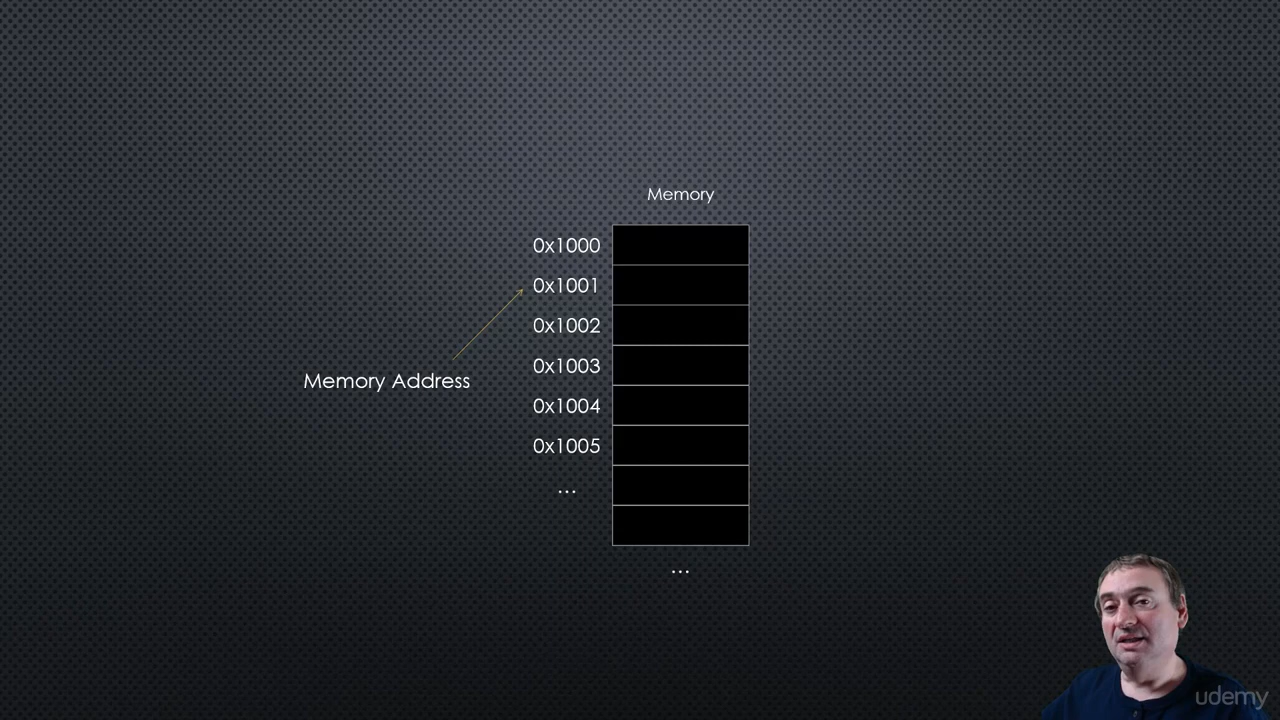 Memory
0x1000
0x1001
0x1002
0x1003
Memory Address
0x1004
0x1005
...
...
udemy